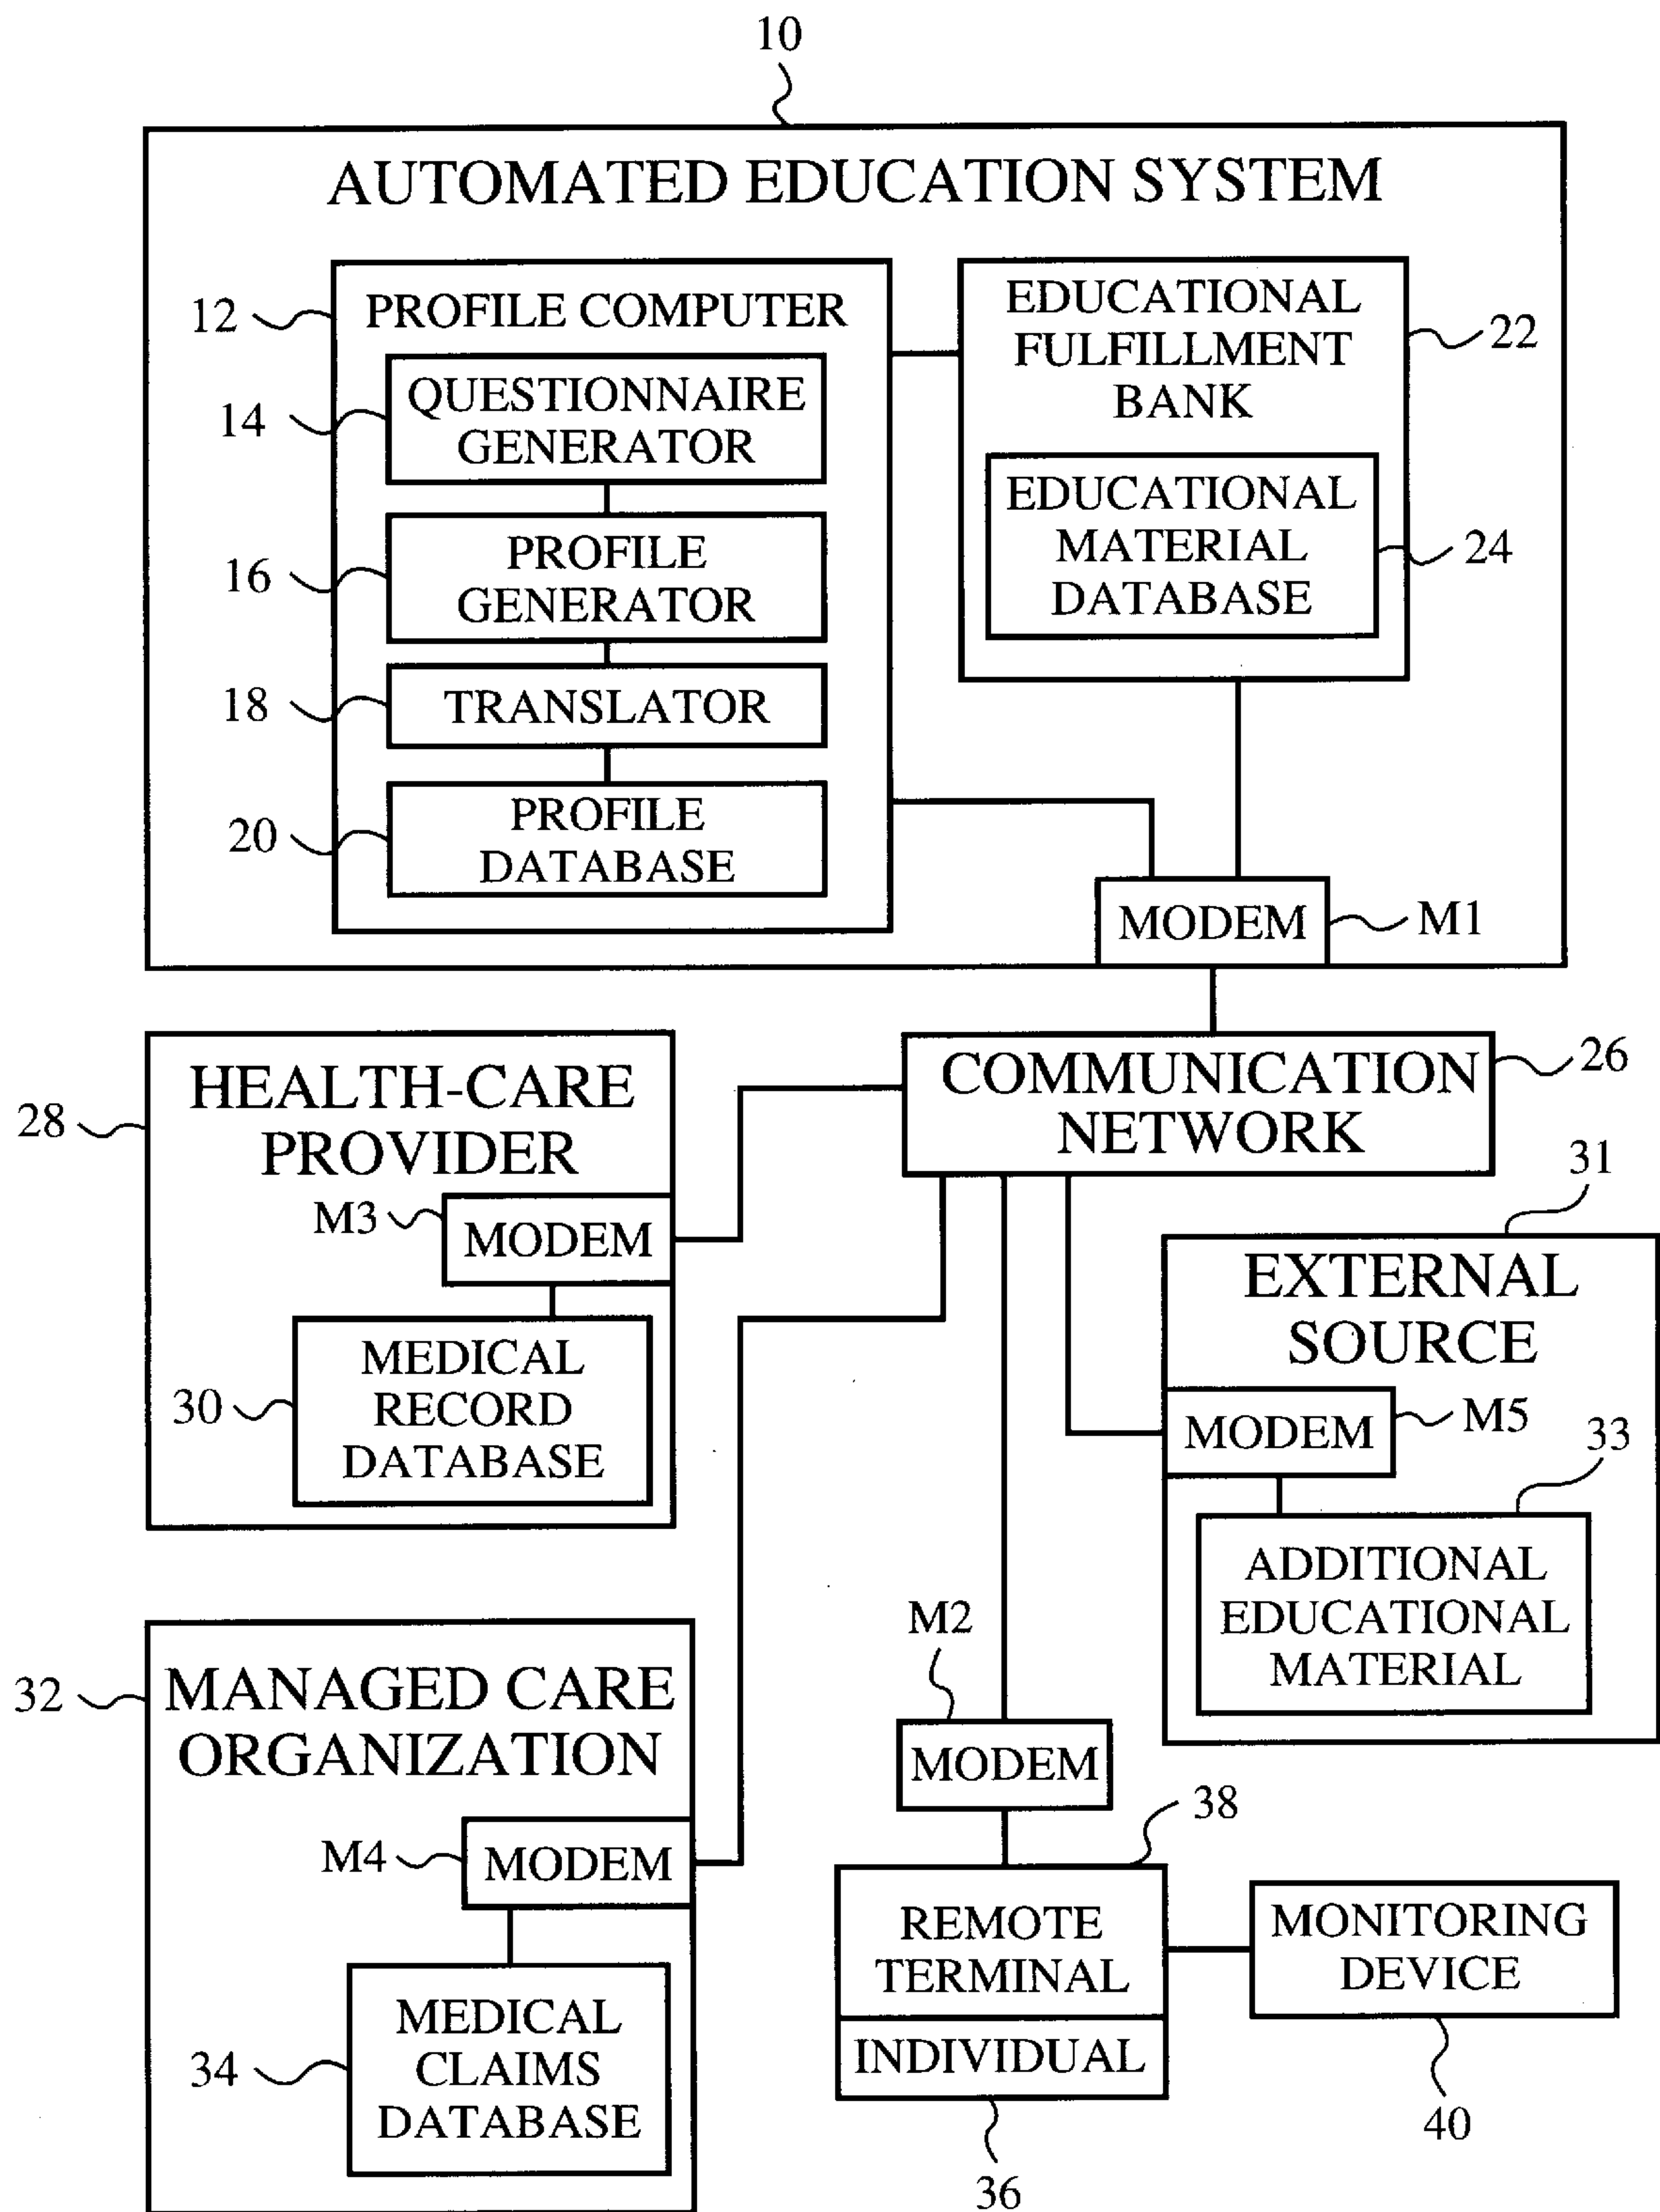 10
AUTOMATED EDUCATION SYSTEM
12
PROFILE COMPUTER
14
QUESTIONNAIRE
GENERATOR
16
PROFILE
GENERATOR
18
TRANSLATOR
20
PROFILE
DATABASE
EDUCATIONAL
FULFILLMENT
BANK
22
EDUCATIONAL
MATERIAL
DATABASE
24
MODEM
M1
COMMUNICATION
NETWORK
26
28
HEALTH-CARE
PROVIDER
M3
MODEM
30
MEDICAL
RECORD
DATABASE
31
EXTERNAL
SOURCE
MODEM
M5
33
ADDITIONAL
EDUCATIONAL
MATERIAL
32
MANAGED CARE
ORGANIZATION
M4
MODEM
34
MEDICAL
CLAIMS
DATABASE
M2
MODEM
38
REMOTE
TERMINAL
INDIVIDUAL
36
MONITORING
DEVICE
40